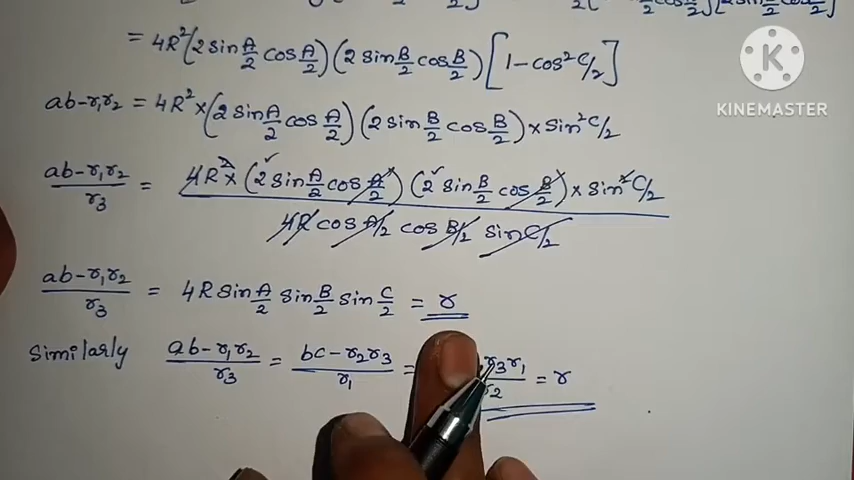 = 4R²(2 sin A/2 cos A/2)(2 sin B/2 cos B/2)[1 - cos² C/2]
ab-r₁r₂ = 4R² × (2 sin A/2 cos A/2)(2 sin B/2 cos B/2) × sin² C/2
ab-r₁r₂/r₃ = 4R² × (2 sin A/2 cos A/2)(2 sin B/2 cos B/2) × sin² C/2 / 4R cos A/2 cos B/2 sin C/2
ab-r₁r₂/r₃ = 4R sin A/2 sin B/2 sin C/2 = r
Similarly ab-r₁r₂/r₃ = bc-r₂r₃/r₁ = r₃r₁/r₂ = r
KINEMASTER